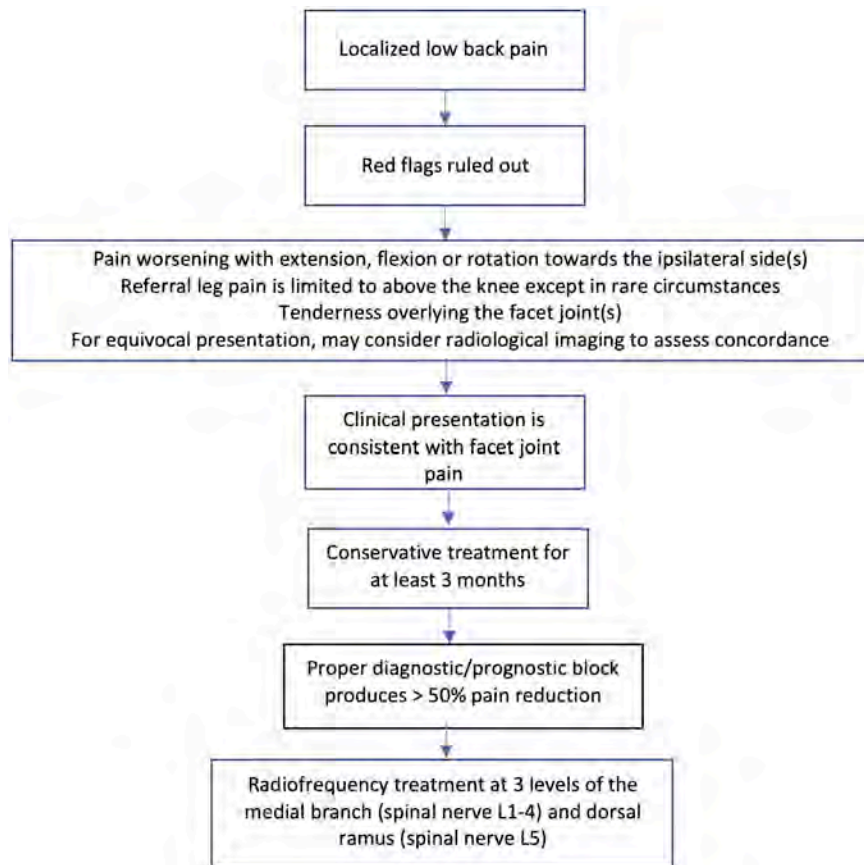 Localized low back pain
Red flags ruled out
Pain worsening with extension, flexion or rotation towards the ipsilateral side(s)
Referral leg pain is limited to above the knee except in rare circumstances
Tenderness overlying the facet joint(s)
For equivocal presentation, may consider radiological imaging to assess concordance
Clinical presentation is
consistent with facet joint
pain
Conservative treatment for
at least 3 months
Proper diagnostic/prognostic block
produces > 50% pain reduction
Radiofrequency treatment at 3 levels of the
medial branch (spinal nerve L1-4) and dorsal
ramus (spinal nerve L5)